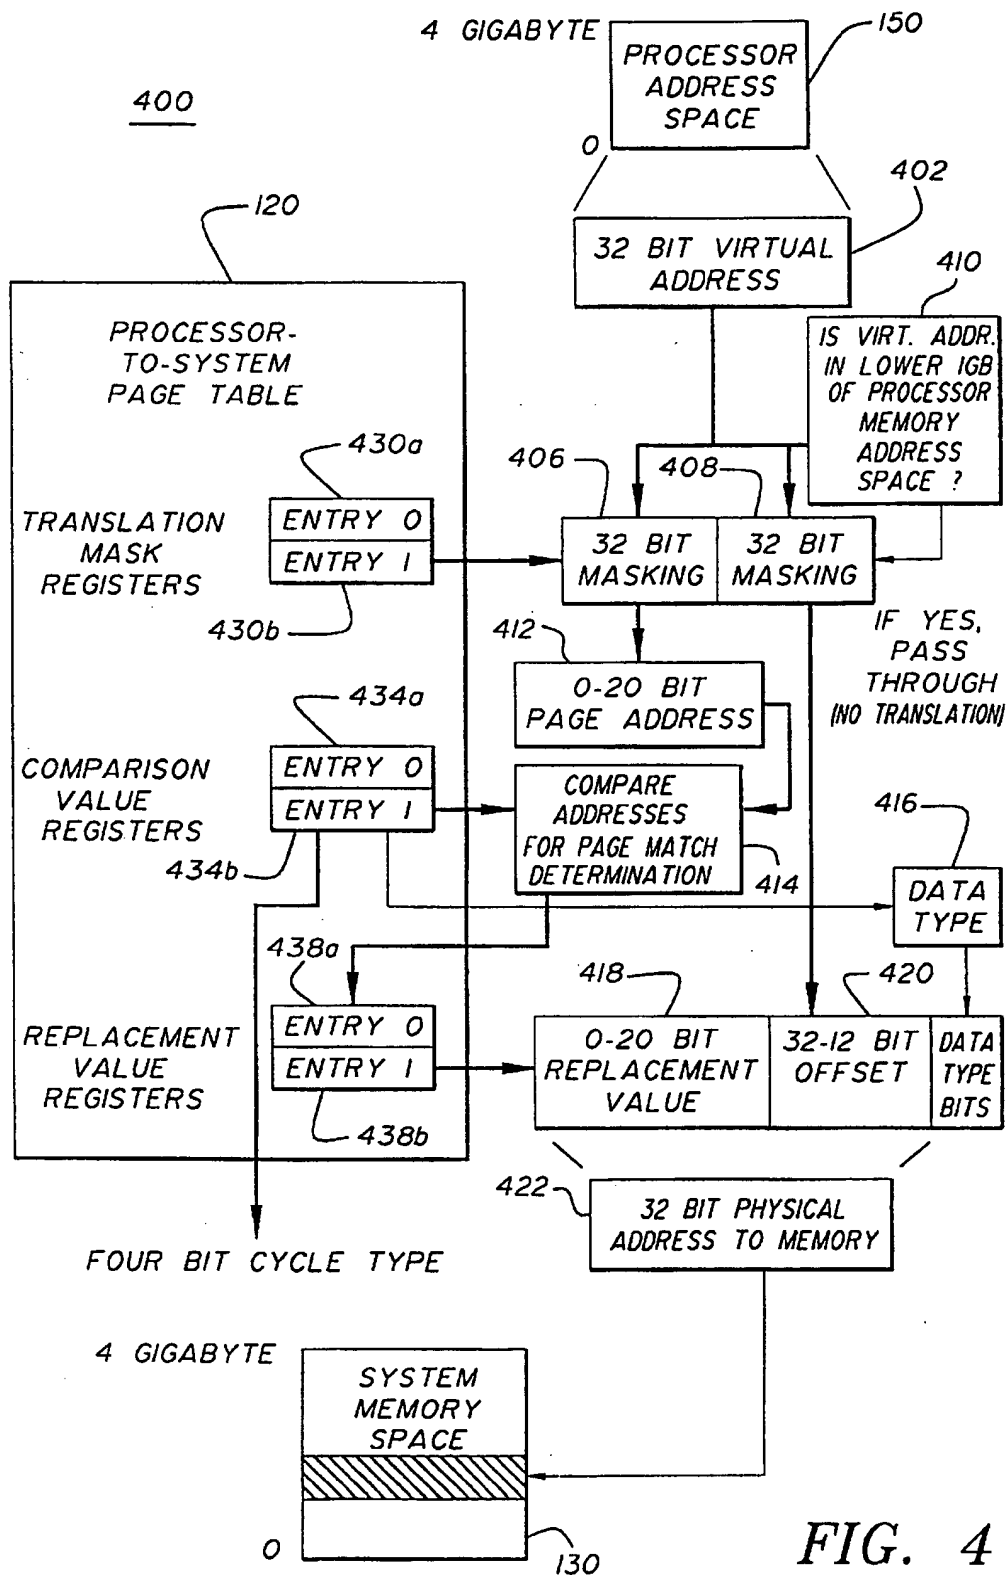 4 GIGABYTE
150
PROCESSOR
ADDRESS
SPACE
0
400
402
120
32 BIT VIRTUAL
ADDRESS
410
IS VIRT. ADDR.
IN LOWER 1GB
OF PROCESSOR
MEMORY
ADDRESS
SPACE ?
PROCESSOR-
TO-SYSTEM
PAGE TABLE
430a
406
408
TRANSLATION
MASK
REGISTERS
ENTRY 0
ENTRY 1
430b
32 BIT
MASKING
32 BIT
MASKING
IF YES,
PASS
THROUGH
(NO TRANSLATION)
412
0-20 BIT
PAGE ADDRESS
434a
COMPARISON
VALUE
REGISTERS
ENTRY 0
ENTRY 1
434b
COMPARE
ADDRESSES
FOR PAGE MATCH
DETERMINATION
414
416
DATA
TYPE
438a
418
420
REPLACEMENT
VALUE
REGISTERS
ENTRY 0
ENTRY 1
438b
0-20 BIT
REPLACEMENT
VALUE
32-12 BIT
OFFSET
DATA
TYPE
BITS
422
32 BIT PHYSICAL
ADDRESS TO MEMORY
FOUR BIT CYCLE TYPE
4 GIGABYTE
SYSTEM
MEMORY
SPACE
0
130
FIG. 4